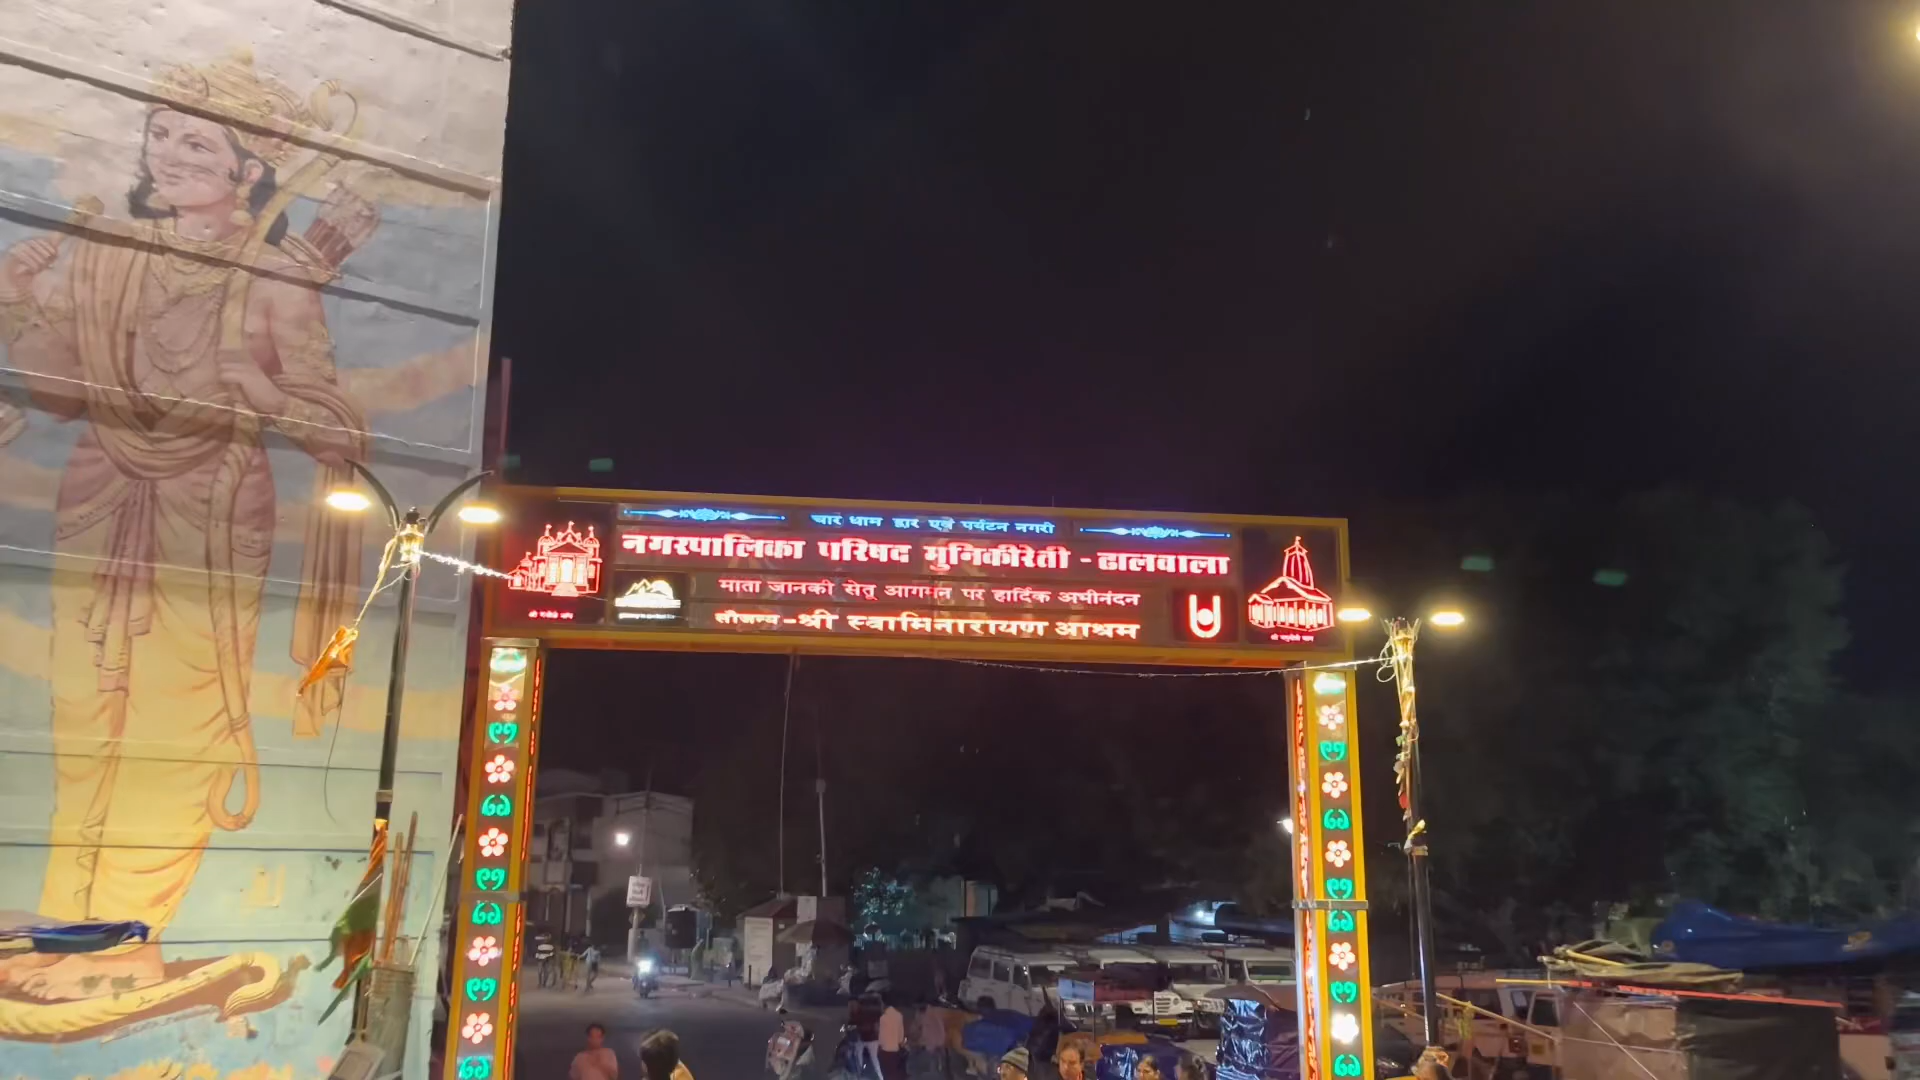 चार धाम द्वार एवं पर्यटन नगरी
नगरपालिका परिषद मुनिकीरेती - ढालवाला
माता जानकी सेतू आगमन पर हार्दिक अभीनंदन
सौजन्य - श्री स्वामिनारायण आश्रम